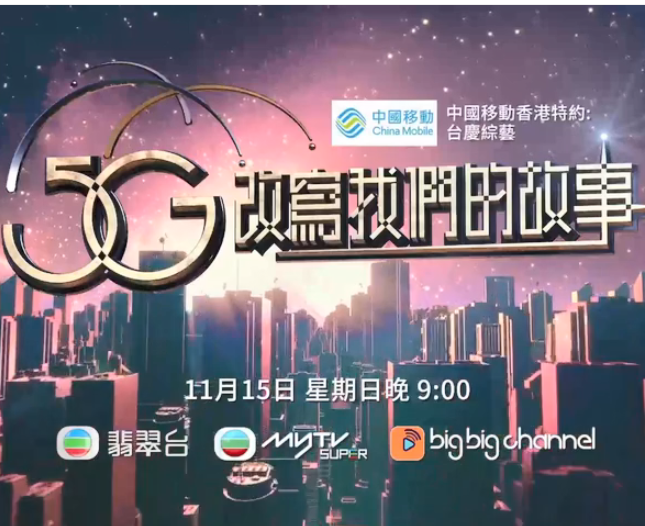 中國移動
China Mobile
中國移動香港特約:
台慶綜藝
5G 改寫我們的故事
11月15日 星期日晚 9:00
翡翠台
myTV SUPER
big big channel